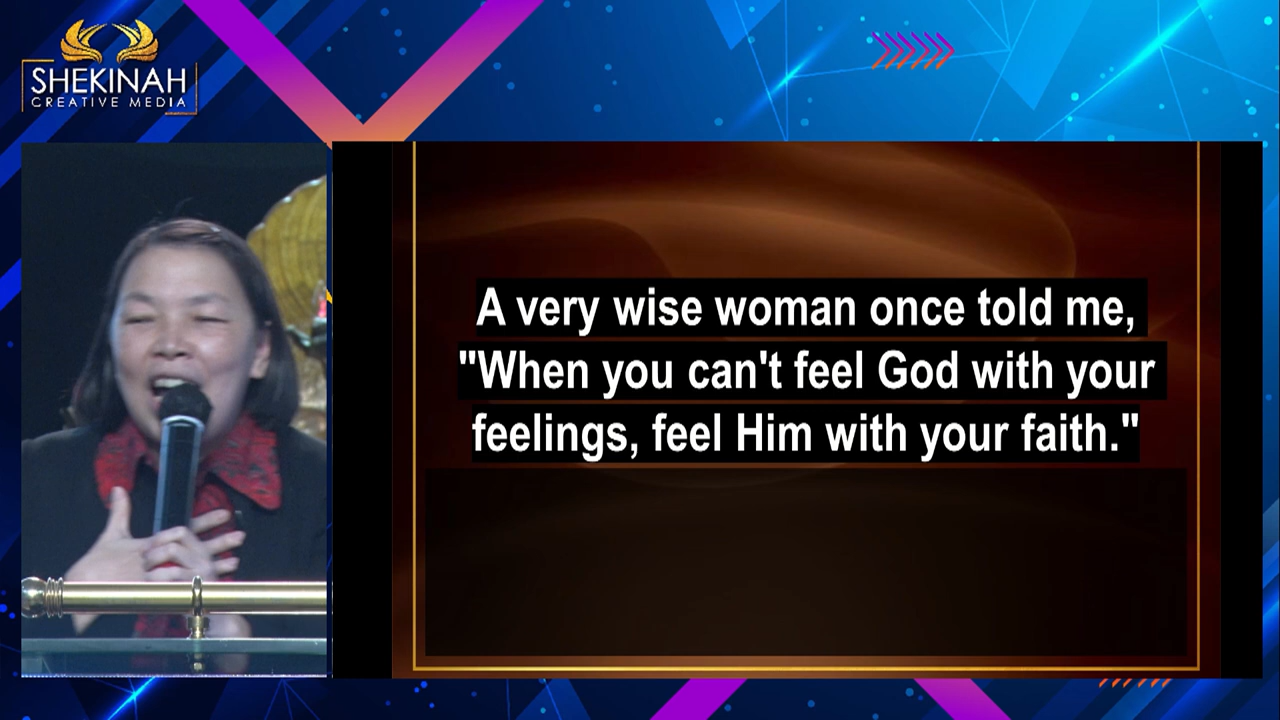 SHEKINAH
CREATIVE MEDIA
A very wise woman once told me,
"When you can't feel God with your
feelings, feel Him with your faith."